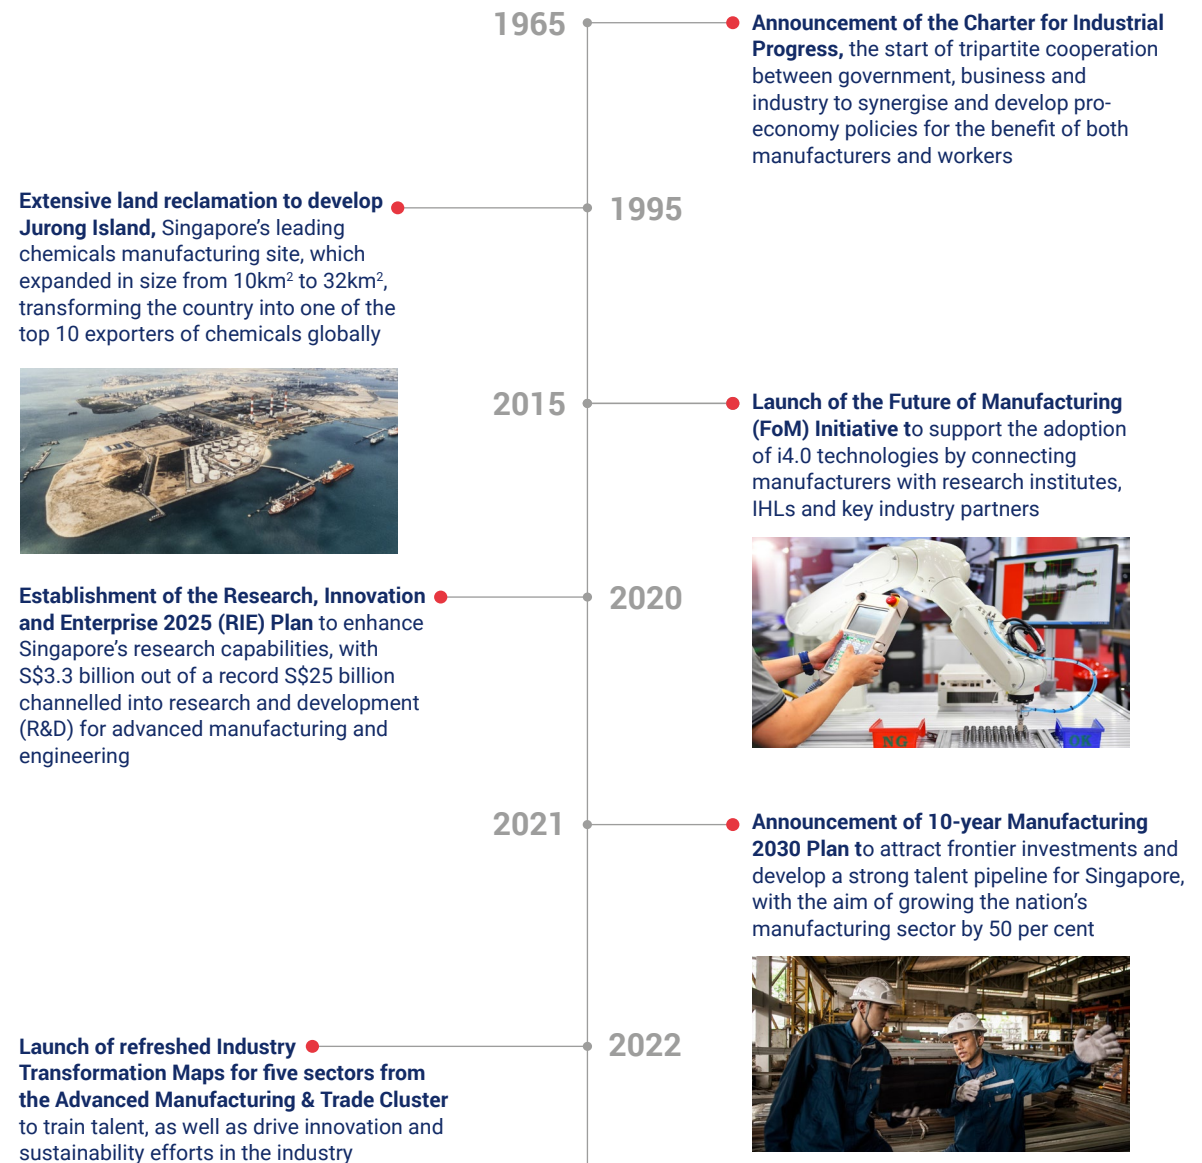 1965
Announcement of the Charter for Industrial
Progress, the start of tripartite cooperation
between government, business and
industry to synergise and develop pro-
economy policies for the benefit of both
manufacturers and workers
Extensive land reclamation to develop
Jurong Island, Singapore’s leading
chemicals manufacturing site, which
expanded in size from 10km² to 32km²,
transforming the country into one of the
top 10 exporters of chemicals globally
1995
2015
Launch of the Future of Manufacturing
(FoM) Initiative to support the adoption
of i4.0 technologies by connecting
manufacturers with research institutes,
IHLs and key industry partners
NG
OK
Establishment of the Research, Innovation
and Enterprise 2025 (RIE) Plan to enhance
Singapore’s research capabilities, with
S$3.3 billion out of a record S$25 billion
channelled into research and development
(R&D) for advanced manufacturing and
engineering
2020
2021
Announcement of 10-year Manufacturing
2030 Plan to attract frontier investments and
develop a strong talent pipeline for Singapore,
with the aim of growing the nation’s
manufacturing sector by 50 per cent
Launch of refreshed Industry
Transformation Maps for five sectors from
the Advanced Manufacturing & Trade Cluster
to train talent, as well as drive innovation and
sustainability efforts in the industry
2022